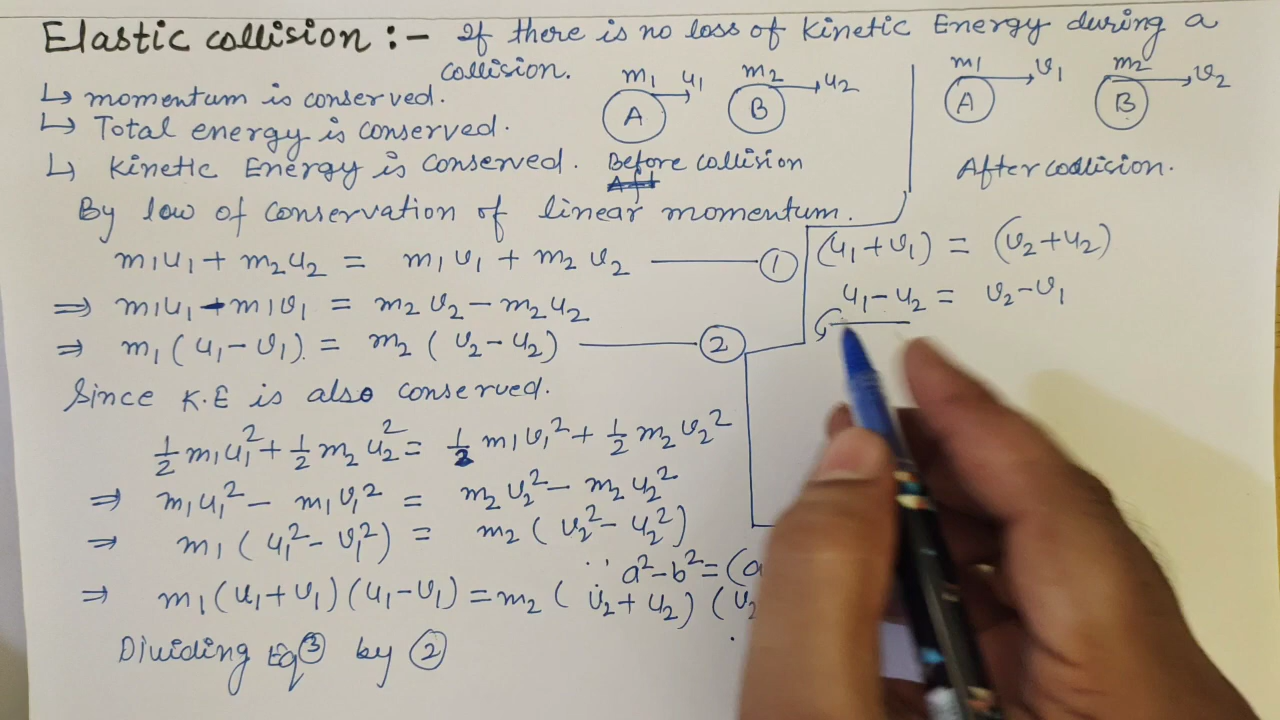 Elastic collision :- If there is no loss of Kinetic Energy during a
collision.
↳ momentum is conserved.
↳ Total energy is conserved.
↳ Kinetic Energy is conserved.
m₁ u₁ m₂ u₂
A B
Before collision
m₁ v₁ m₂ v₂
A B
After collision.
By law of conservation of linear momentum.
m₁u₁ + m₂u₂ = m₁v₁ + m₂v₂ —— ①
⇒ m₁u₁ - m₁v₁ = m₂v₂ - m₂u₂
⇒ m₁(u₁-v₁) = m₂(v₂-u₂) —— ②
Since K.E is also conserved.
½ m₁u₁² + ½ m₂u₂² = ½ m₁v₁² + ½ m₂v₂²
⇒ m₁u₁² - m₁v₁² = m₂v₂² - m₂u₂²
⇒ m₁(u₁²-v₁²) = m₂(v₂²-u₂²)
∵ a²-b²=(a
⇒ m₁(u₁+v₁)(u₁-v₁) = m₂(v₂+u₂)(v₂
Dividing Eq③ by ②
(u₁+v₁) = (v₂+u₂)
u₁-u₂ = v₂-v₁